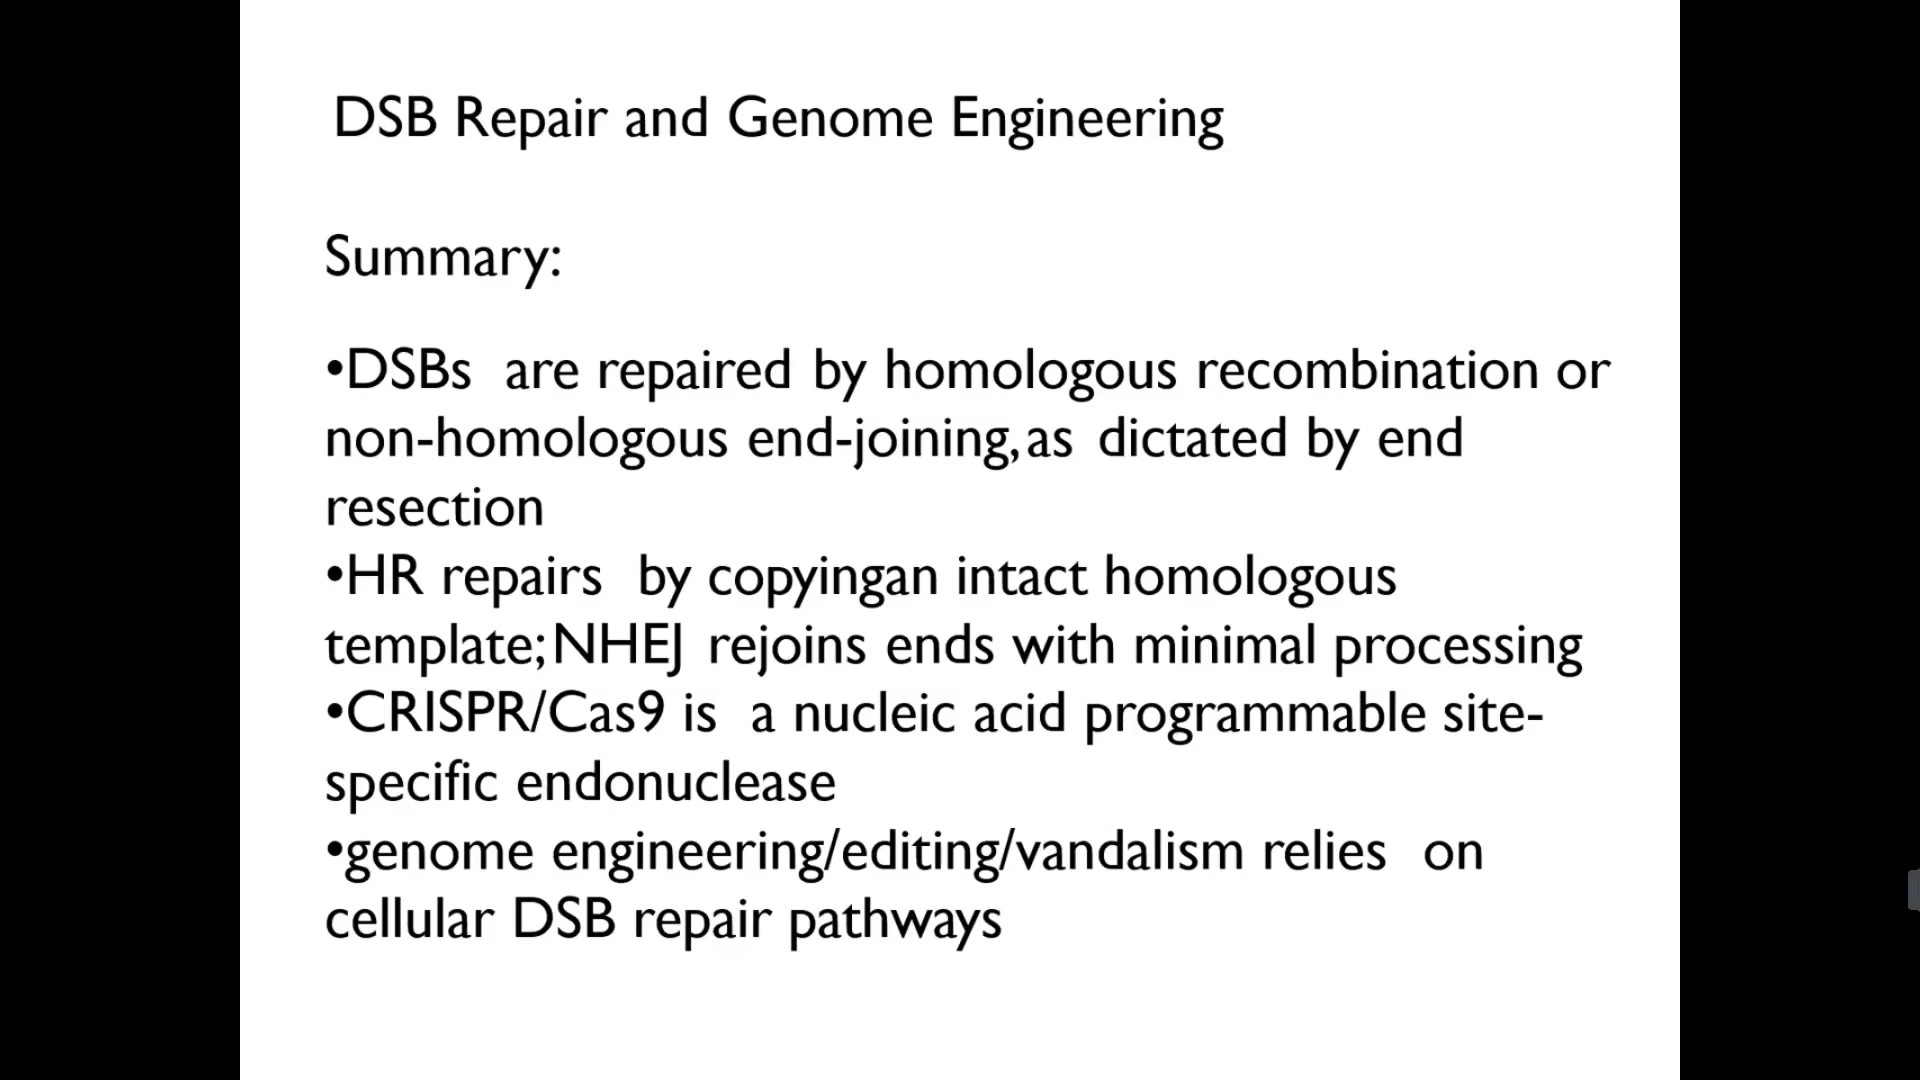 DSB Repair and Genome Engineering
Summary:
•DSBs are repaired by homologous recombination or
non-homologous end-joining, as dictated by end
resection
•HR repairs by copyingan intact homologous
template; NHEJ rejoins ends with minimal processing
•CRISPR/Cas9 is a nucleic acid programmable site-
specific endonuclease
•genome engineering/editing/vandalism relies on
cellular DSB repair pathways